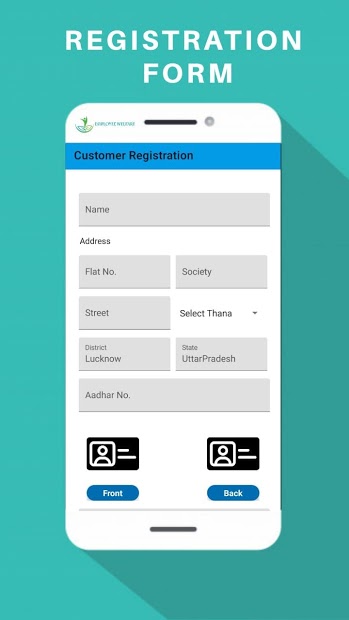 REGISTRATION
FORM
Customer Registration
Name
Address
Flat No.
Society
Street
Select Thana
District
Lucknow
State
UttarPradesh
Aadhar No.
Front
Back